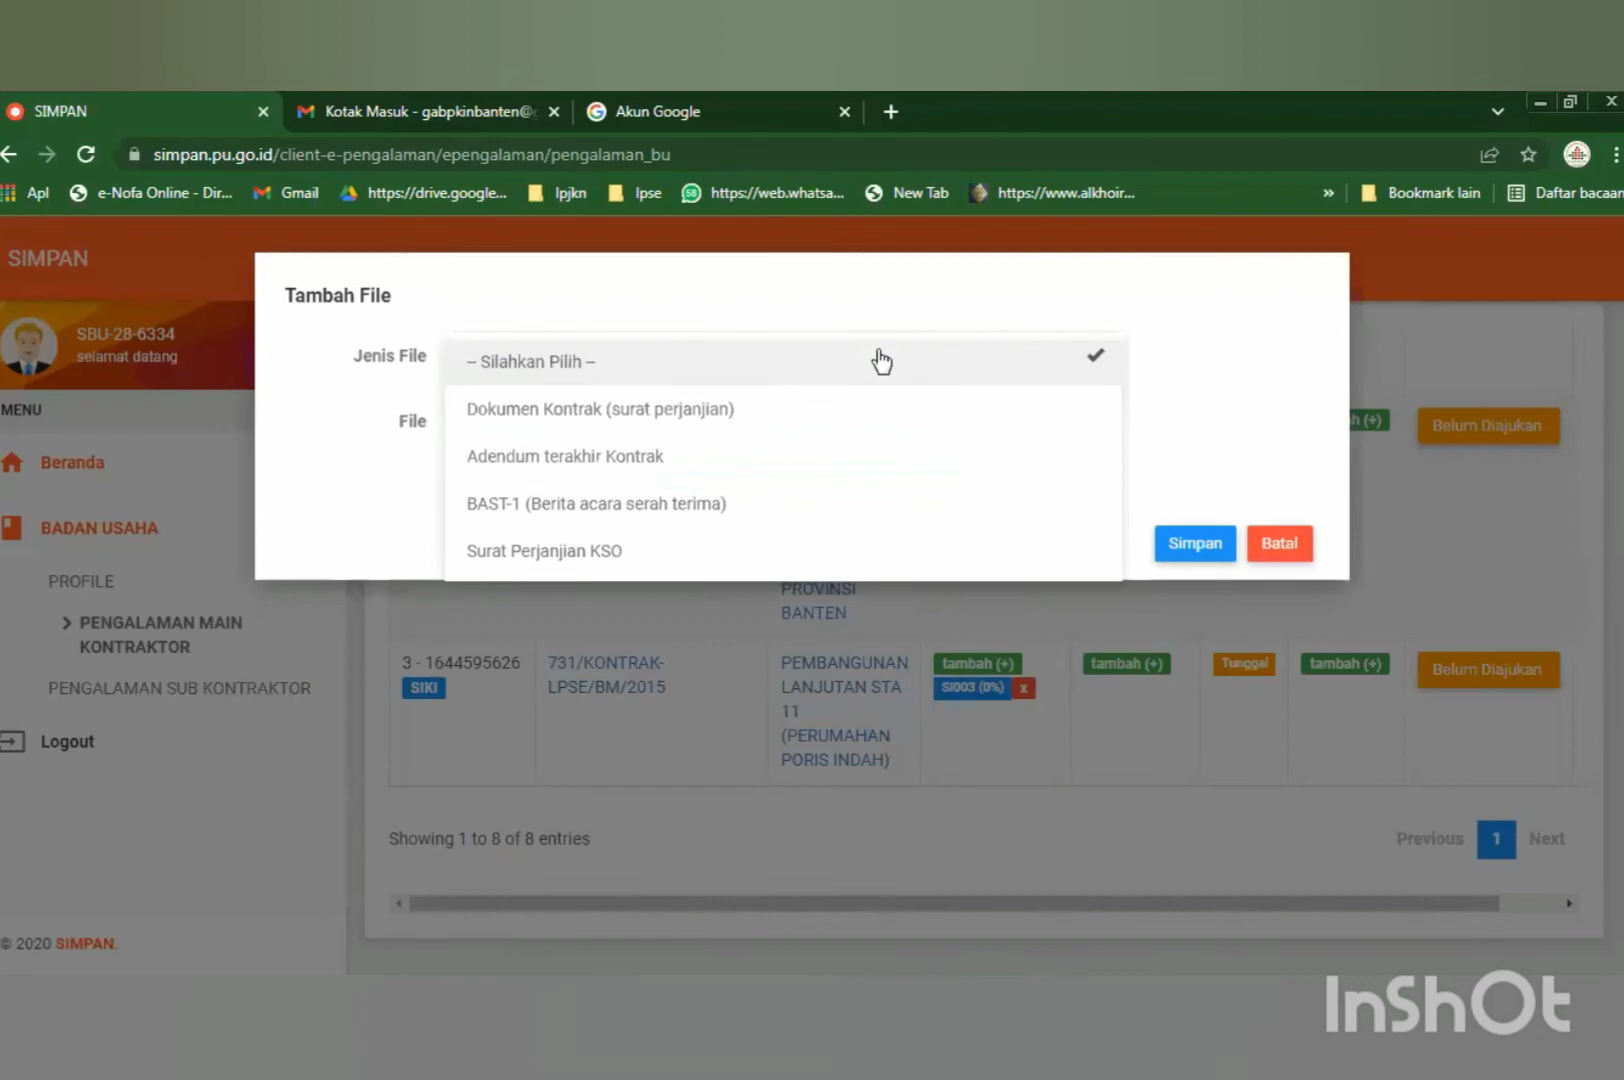 SIMPAN
Kotak Masuk - gabpkinbanten@
Akun Google
simpan.pu.go.id/client-e-pengalaman/epengalaman/pengalaman_bu
Apl
e-Nofa Online - Dir...
Gmail
https://drive.google...
lpjkn
lpse
58
https://web.whatsa...
New Tab
https://www.alkhoir...
»
Bookmark lain
Daftar bacaan
SIMPAN
SBU-28-6334
selamat datang
MENU
Beranda
BADAN USAHA
PROFILE
PENGALAMAN MAIN
KONTRAKTOR
PENGALAMAN SUB KONTRAKTOR
Logout
© 2020 SIMPAN.
Tambah File
Jenis File
-- Silahkan Pilih --
Dokumen Kontrak (surat perjanjian)
File
Adendum terakhir Kontrak
BAST-1 (Berita acara serah terima)
Surat Perjanjian KSO
Simpan
Batal
h (+)
Belum Diajukan
PROVINSI
BANTEN
3 - 1644595626
SIKI
731/KONTRAK-
LPSE/BM/2015
PEMBANGUNAN
LANJUTAN STA
11
(PERUMAHAN
PORIS INDAH)
tambah (+)
SI003 (0%)
x
tambah (+)
Tunggal
tambah (+)
Belum Diajukan
Showing 1 to 8 of 8 entries
Previous
1
Next
InShOt